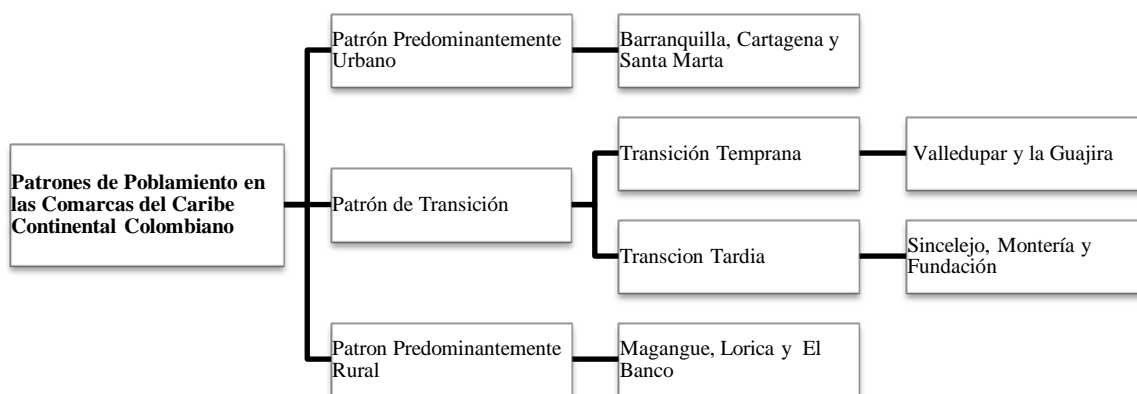 Patrones de Poblamiento en
las Comarcas del Caribe
Continental Colombiano
Patrón Predominantemente
Urbano
Barranquilla, Cartagena y
Santa Marta
Patrón de Transición
Transición Temprana
Valledupar y la Guajira
Transcion Tardia
Sincelejo, Montería y
Fundación
Patron Predominantemente
Rural
Magangue, Lorica y El
Banco